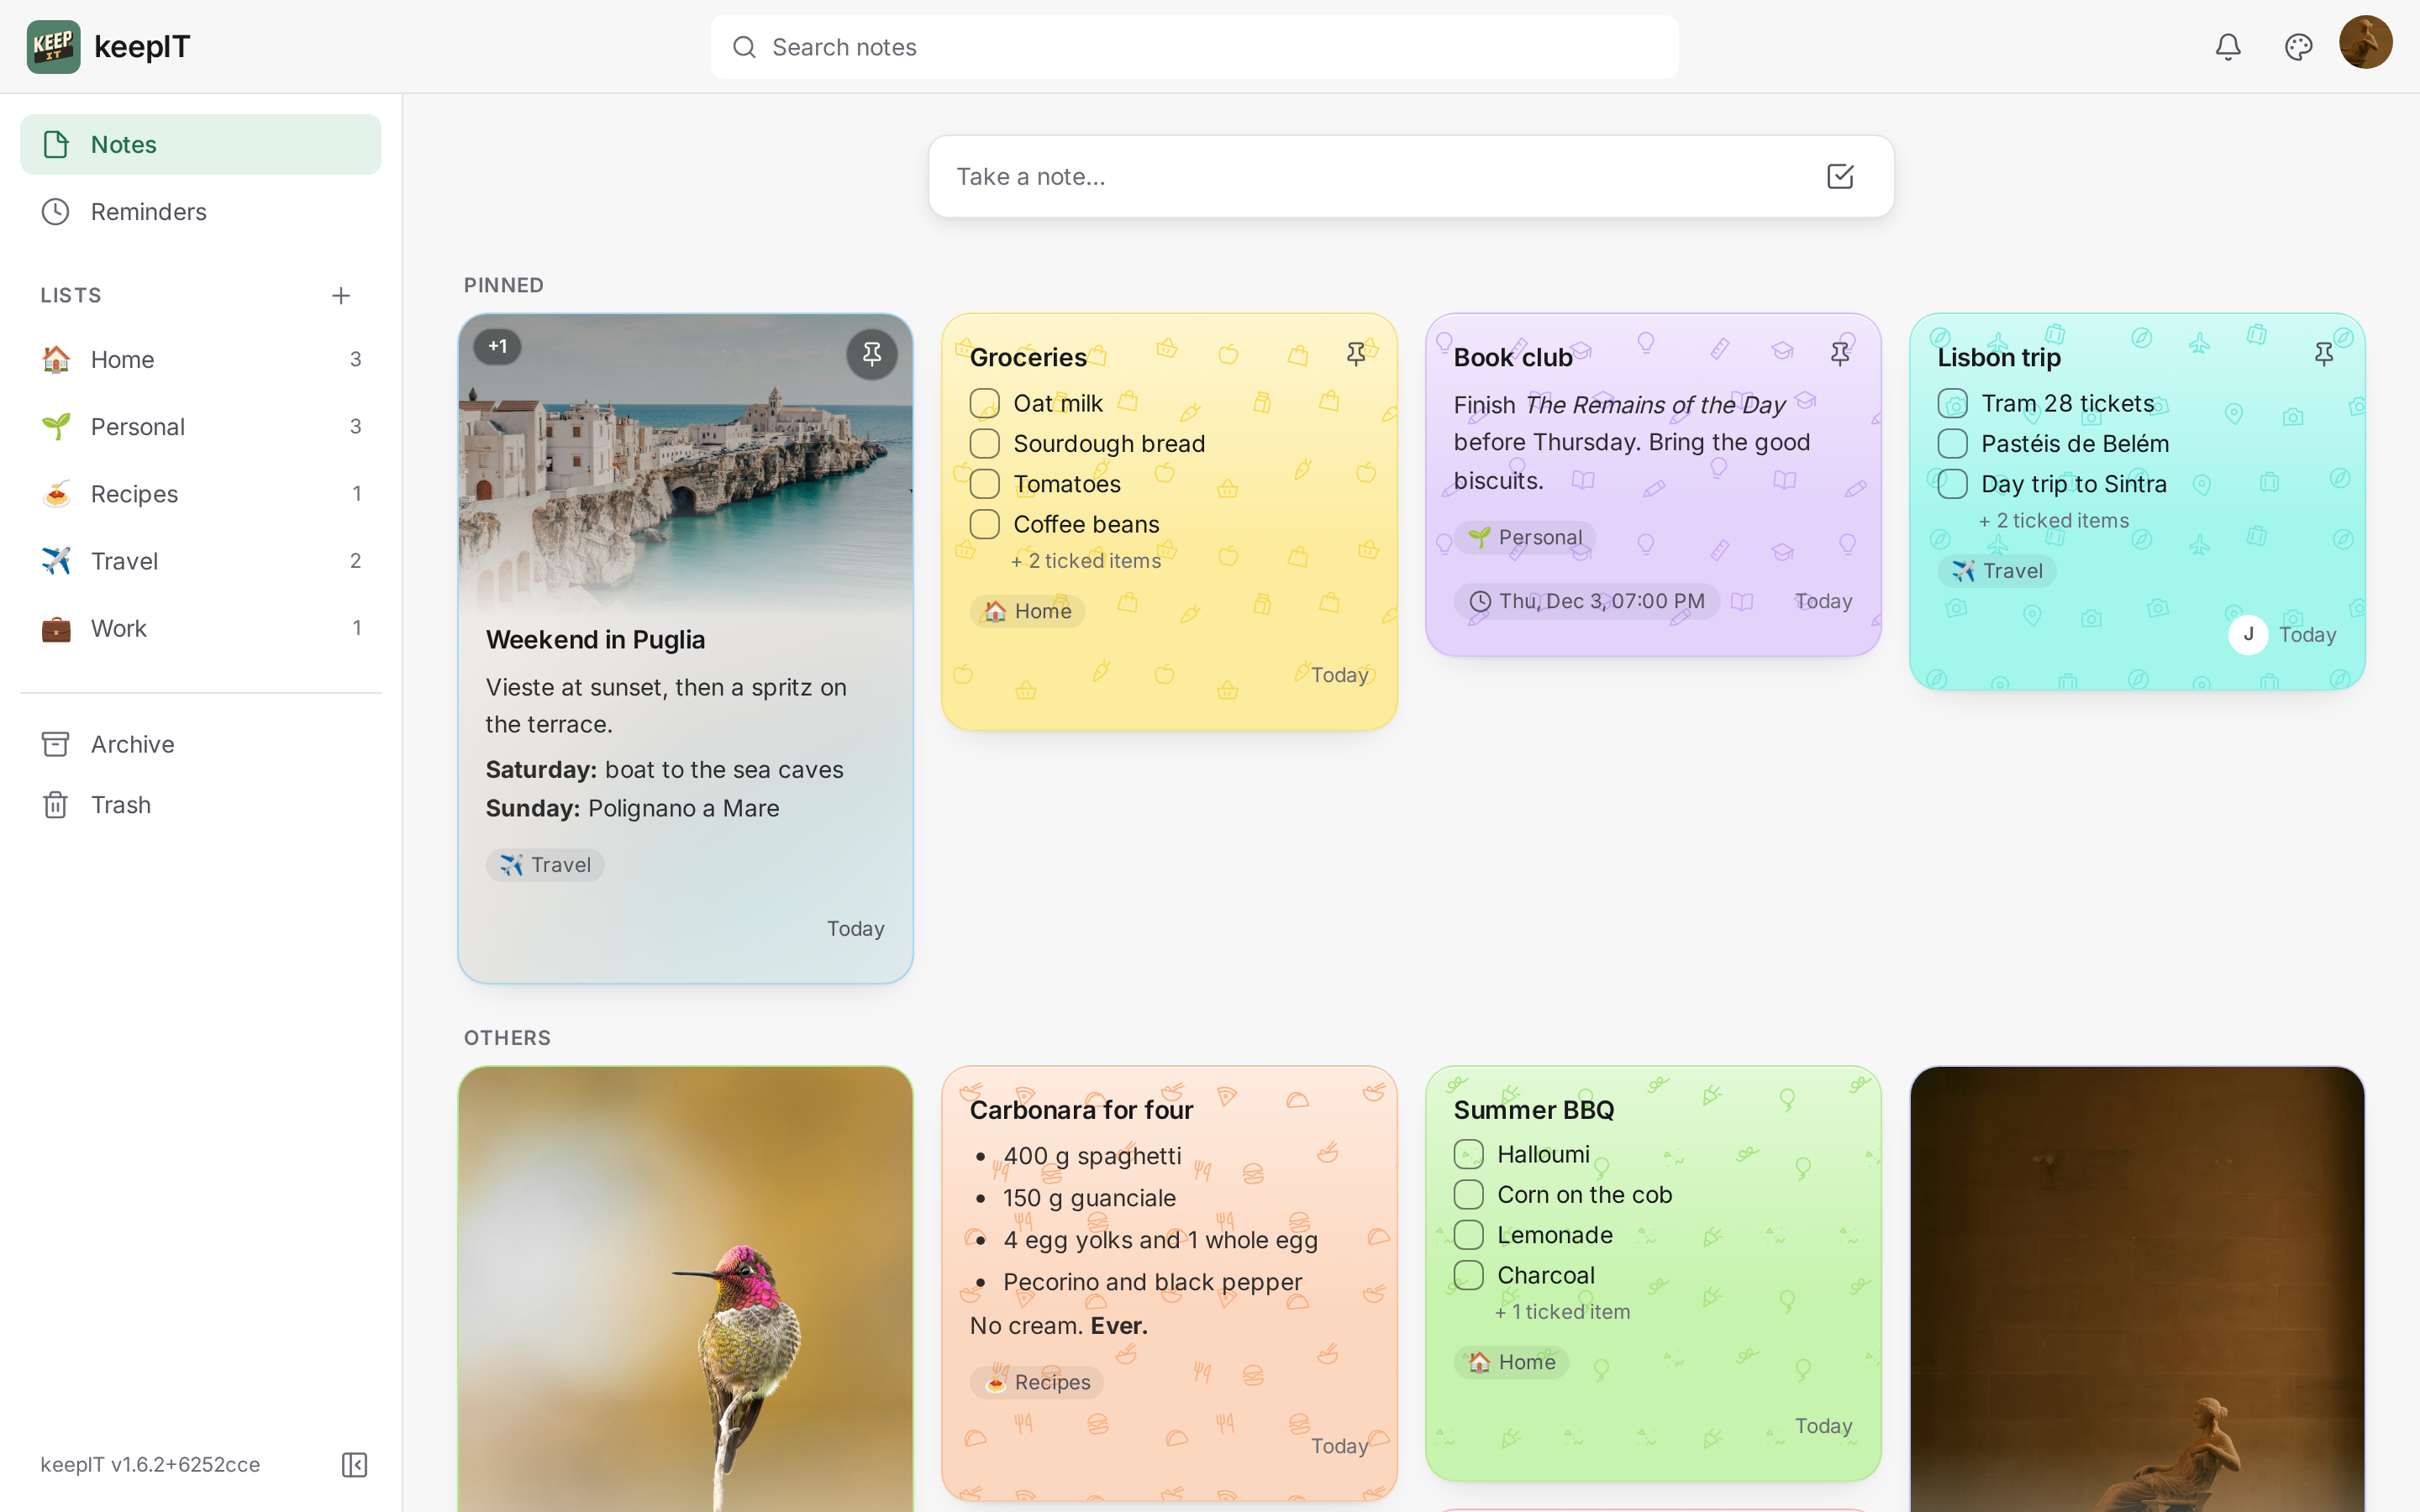 KEEP IT
keepIT
Search notes
Notes
Reminders
LISTS
Home 3
Personal 3
Recipes 1
Travel 2
Work 1
Archive
Trash
keepIT v1.6.2+6252cce
Take a note...
PINNED
+1
Weekend in Puglia
Vieste at sunset, then a spritz on
the terrace.
Saturday: boat to the sea caves
Sunday: Polignano a Mare
Travel
Today
Groceries
Oat milk
Sourdough bread
Tomatoes
Coffee beans
+ 2 ticked items
Home
Today
Book club
Finish The Remains of the Day
before Thursday. Bring the good
biscuits.
Personal
Thu, Dec 3, 07:00 PM
Today
Lisbon trip
Tram 28 tickets
Pastéis de Belém
Day trip to Sintra
+ 2 ticked items
Travel
J
Today
OTHERS
Carbonara for four
• 400 g spaghetti
• 150 g guanciale
• 4 egg yolks and 1 whole egg
• Pecorino and black pepper
No cream. Ever.
Recipes
Today
Summer BBQ
Halloumi
Corn on the cob
Lemonade
Charcoal
+ 1 ticked item
Home
Today